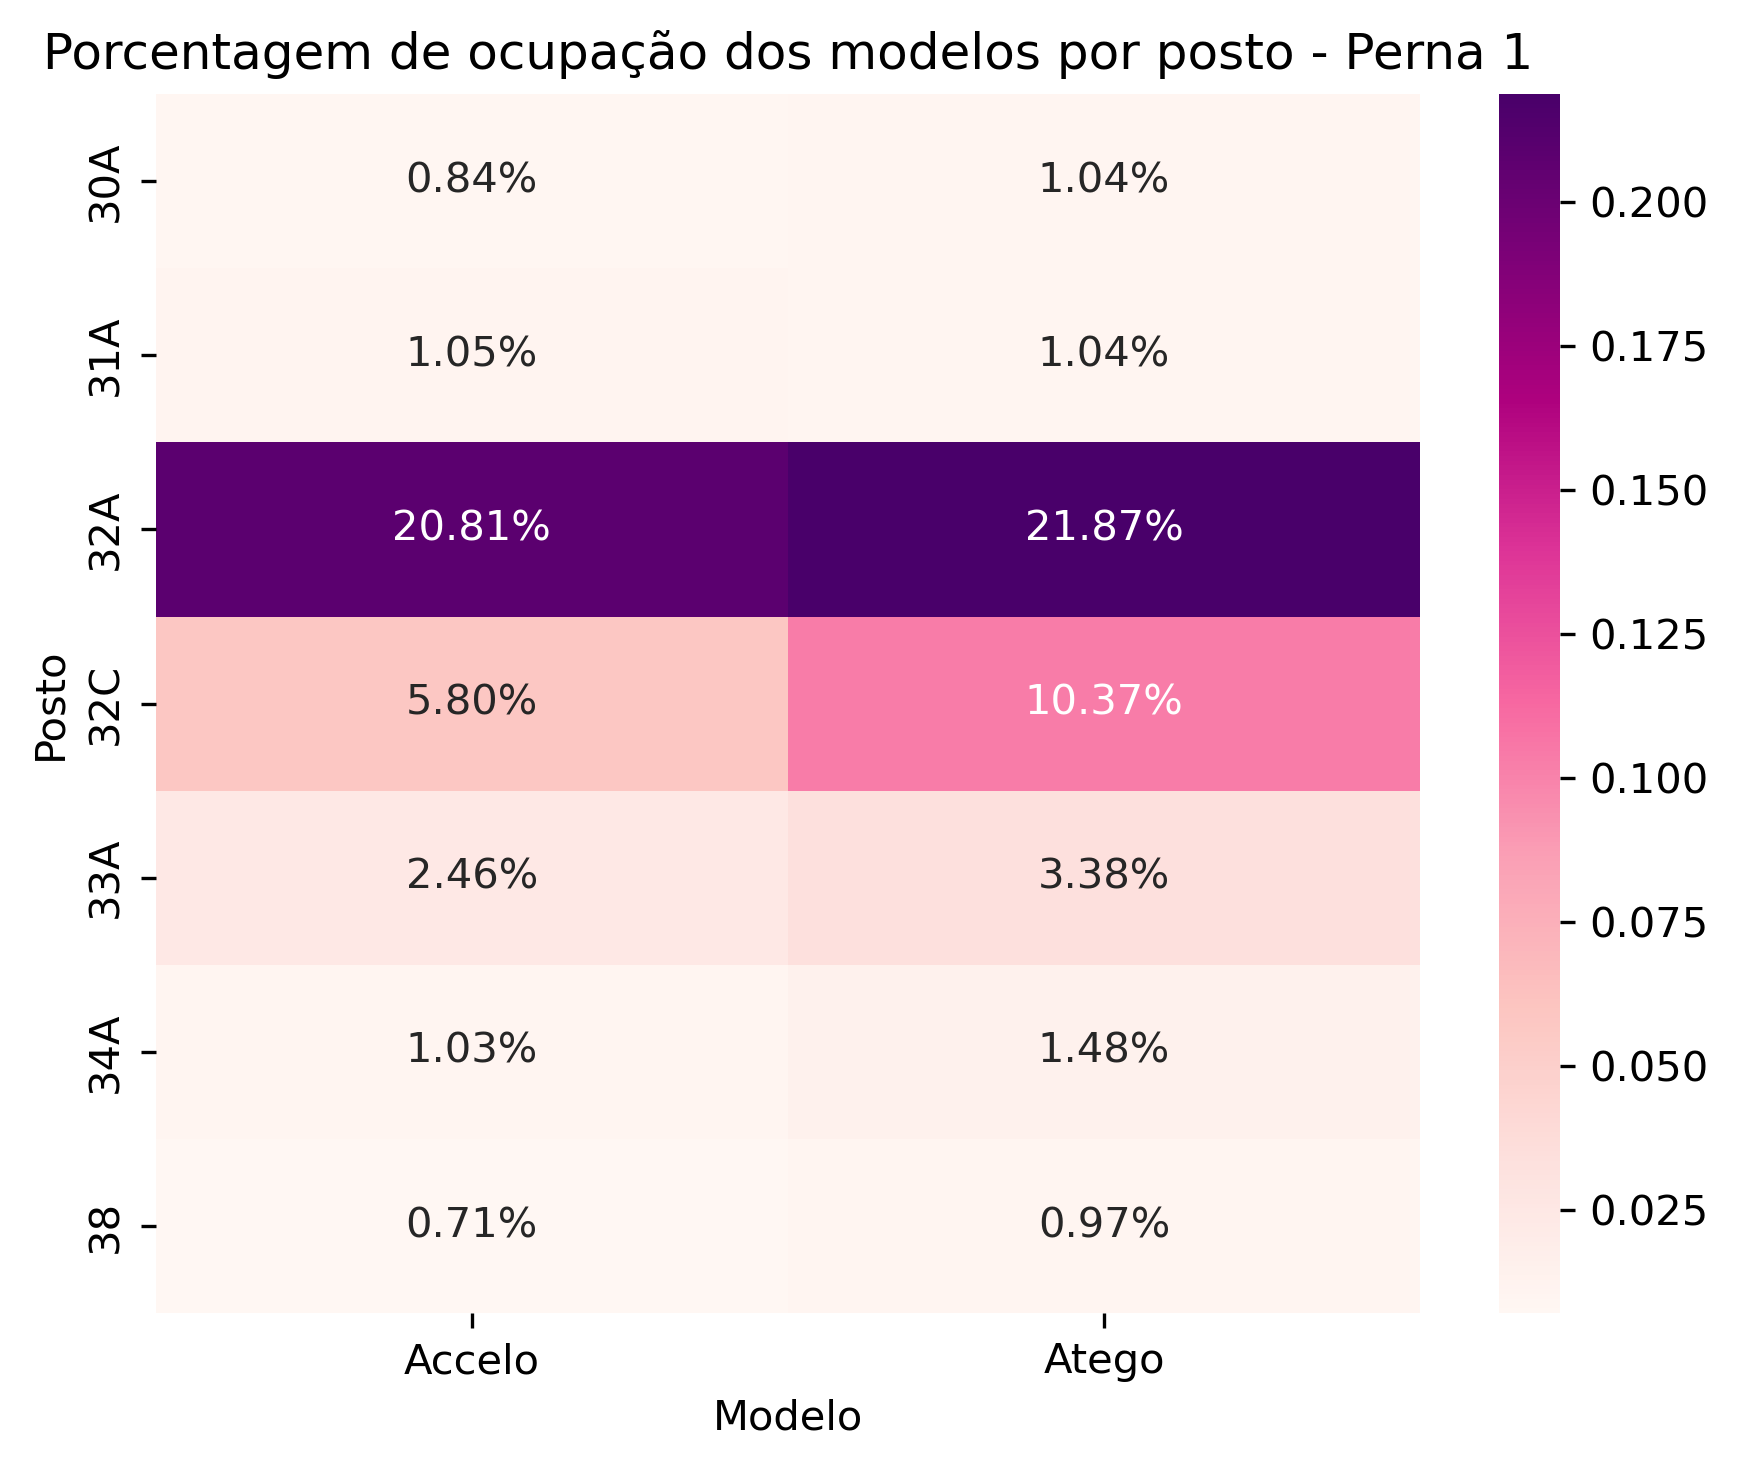 Porcentagem de ocupação dos modelos por posto - Perna 1
30A 0.84% 1.04%
31A 1.05% 1.04%
32A 20.81% 21.87%
32C 5.80% 10.37%
33A 2.46% 3.38%
34A 1.03% 1.48%
38 0.71% 0.97%
Posto
Accelo Atego
Modelo
0.200
0.175
0.150
0.125
0.100
0.075
0.050
0.025